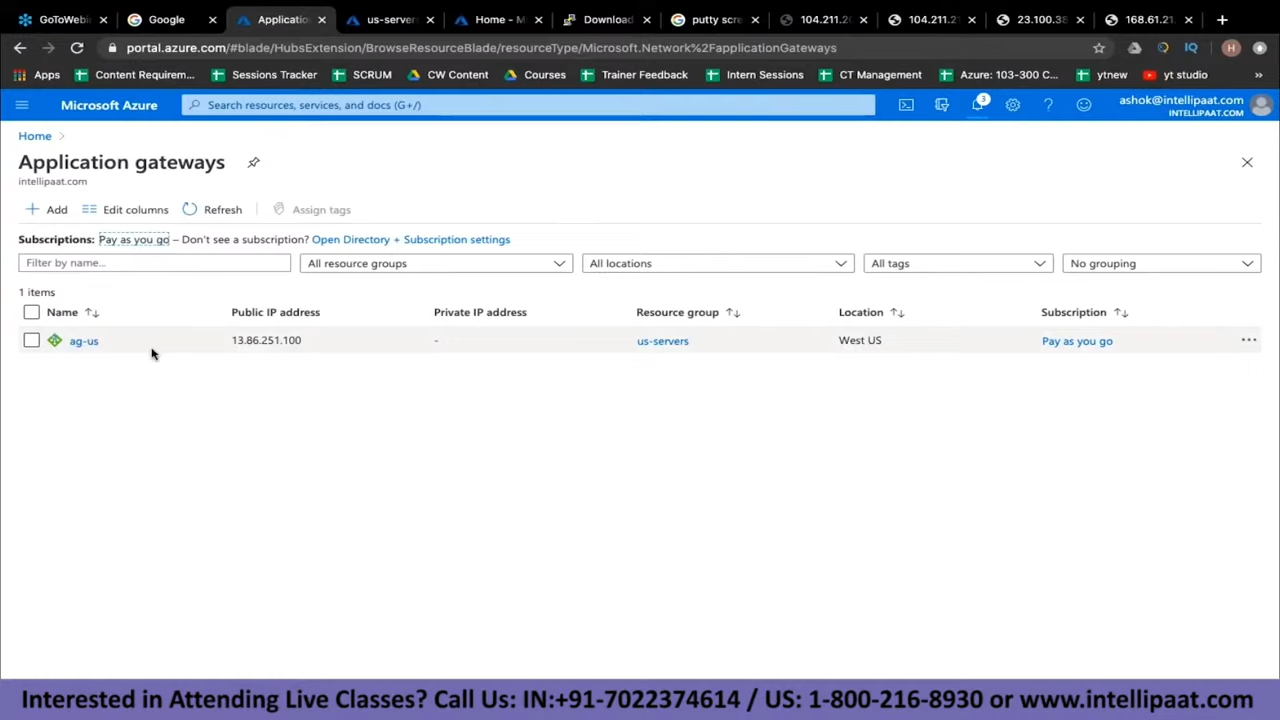 GoToWebin
Google
Application
us-servers
Home - M
Download
putty scre
104.211.20
104.211.2
23.100.38
168.61.21
portal.azure.com/#blade/HubsExtension/BrowseResourceBlade/resourceType/Microsoft.Network%2FapplicationGateways
H
Apps
Content Requirem...
Sessions Tracker
SCRUM
CW Content
Courses
Trainer Feedback
Intern Sessions
CT Management
Azure: 103-300 C...
ytnew
yt studio
»
Microsoft Azure
Search resources, services, and docs (G+/)
3
ashok@intellipaat.com
INTELLIPAAT.COM
Home >
Application gateways
intellipaat.com
+ Add
Edit columns
Refresh
Assign tags
Subscriptions: Pay as you go – Don't see a subscription? Open Directory + Subscription settings
Filter by name...
All resource groups
All locations
All tags
No grouping
1 items
Name
Public IP address
Private IP address
Resource group
Location
Subscription
ag-us
13.86.251.100
-
us-servers
West US
Pay as you go
...
Interested in Attending Live Classes? Call Us: IN:+91-7022374614 / US: 1-800-216-8930 or www.intellipaat.com